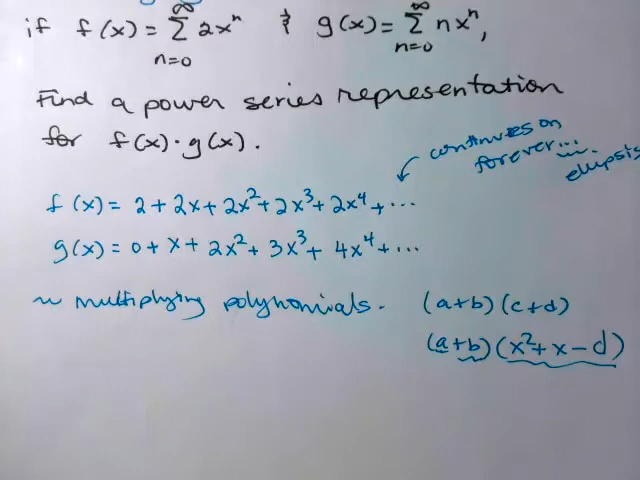 if f(x) = ∞∑n=0 2xⁿ & g(x) = ∞∑n=0 nxⁿ,
Find a power series representation
for f(x)·g(x).
continues on
forever...
ellipsis
f(x) = 2 + 2x + 2x² + 2x³ + 2x⁴ + ...
g(x) = 0 + x + 2x² + 3x³ + 4x⁴ + ...
~ multiplying polynomials. (a+b)(c+d)
(a+b)(x²+x-d)